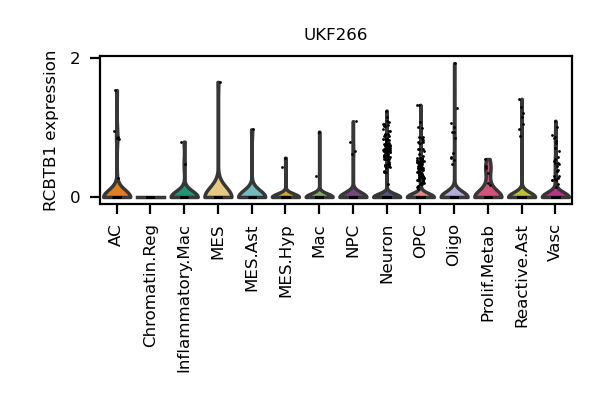 UKF266
RCBTB1 expression
2
0
AC
Chromatin.Reg
Inflammatory.Mac
MES
MES.Ast
MES.Hyp
Mac
NPC
Neuron
OPC
Oligo
Prolif.Metab
Reactive.Ast
Vasc